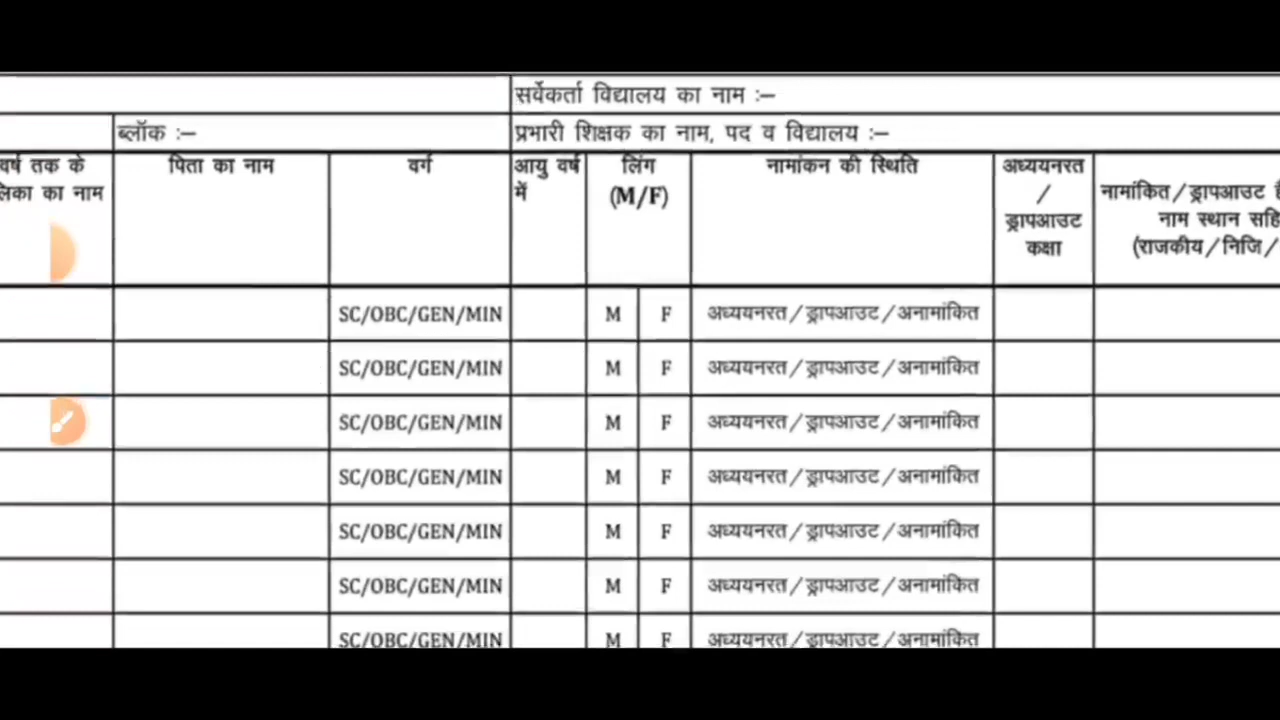 सर्वेकर्ता विद्यालय का नाम :–
ब्लॉक :– प्रभारी शिक्षक का नाम, पद व विद्यालय :–
वर्ष तक के पिता का नाम वर्ग आयु वर्ष लिंग नामांकन की स्थिति अध्ययनरत
का नाम में (M/F) / नामांकित/ड्रापआउट
ड्रापआउट नाम स्थान
कक्षा (राजकीय/निजि/
SC/OBC/GEN/MIN M F अध्ययनरत/ड्रापआउट/अनामांकित
SC/OBC/GEN/MIN M F अध्ययनरत/ड्रापआउट/अनामांकित
SC/OBC/GEN/MIN M F अध्ययनरत/ड्रापआउट/अनामांकित
SC/OBC/GEN/MIN M F अध्ययनरत/ड्रापआउट/अनामांकित
SC/OBC/GEN/MIN M F अध्ययनरत/ड्रापआउट/अनामांकित
SC/OBC/GEN/MIN M F अध्ययनरत/ड्रापआउट/अनामांकित
SC/OBC/GEN/MIN M F अध्ययनरत/ड्रापआउट/अनामांकित